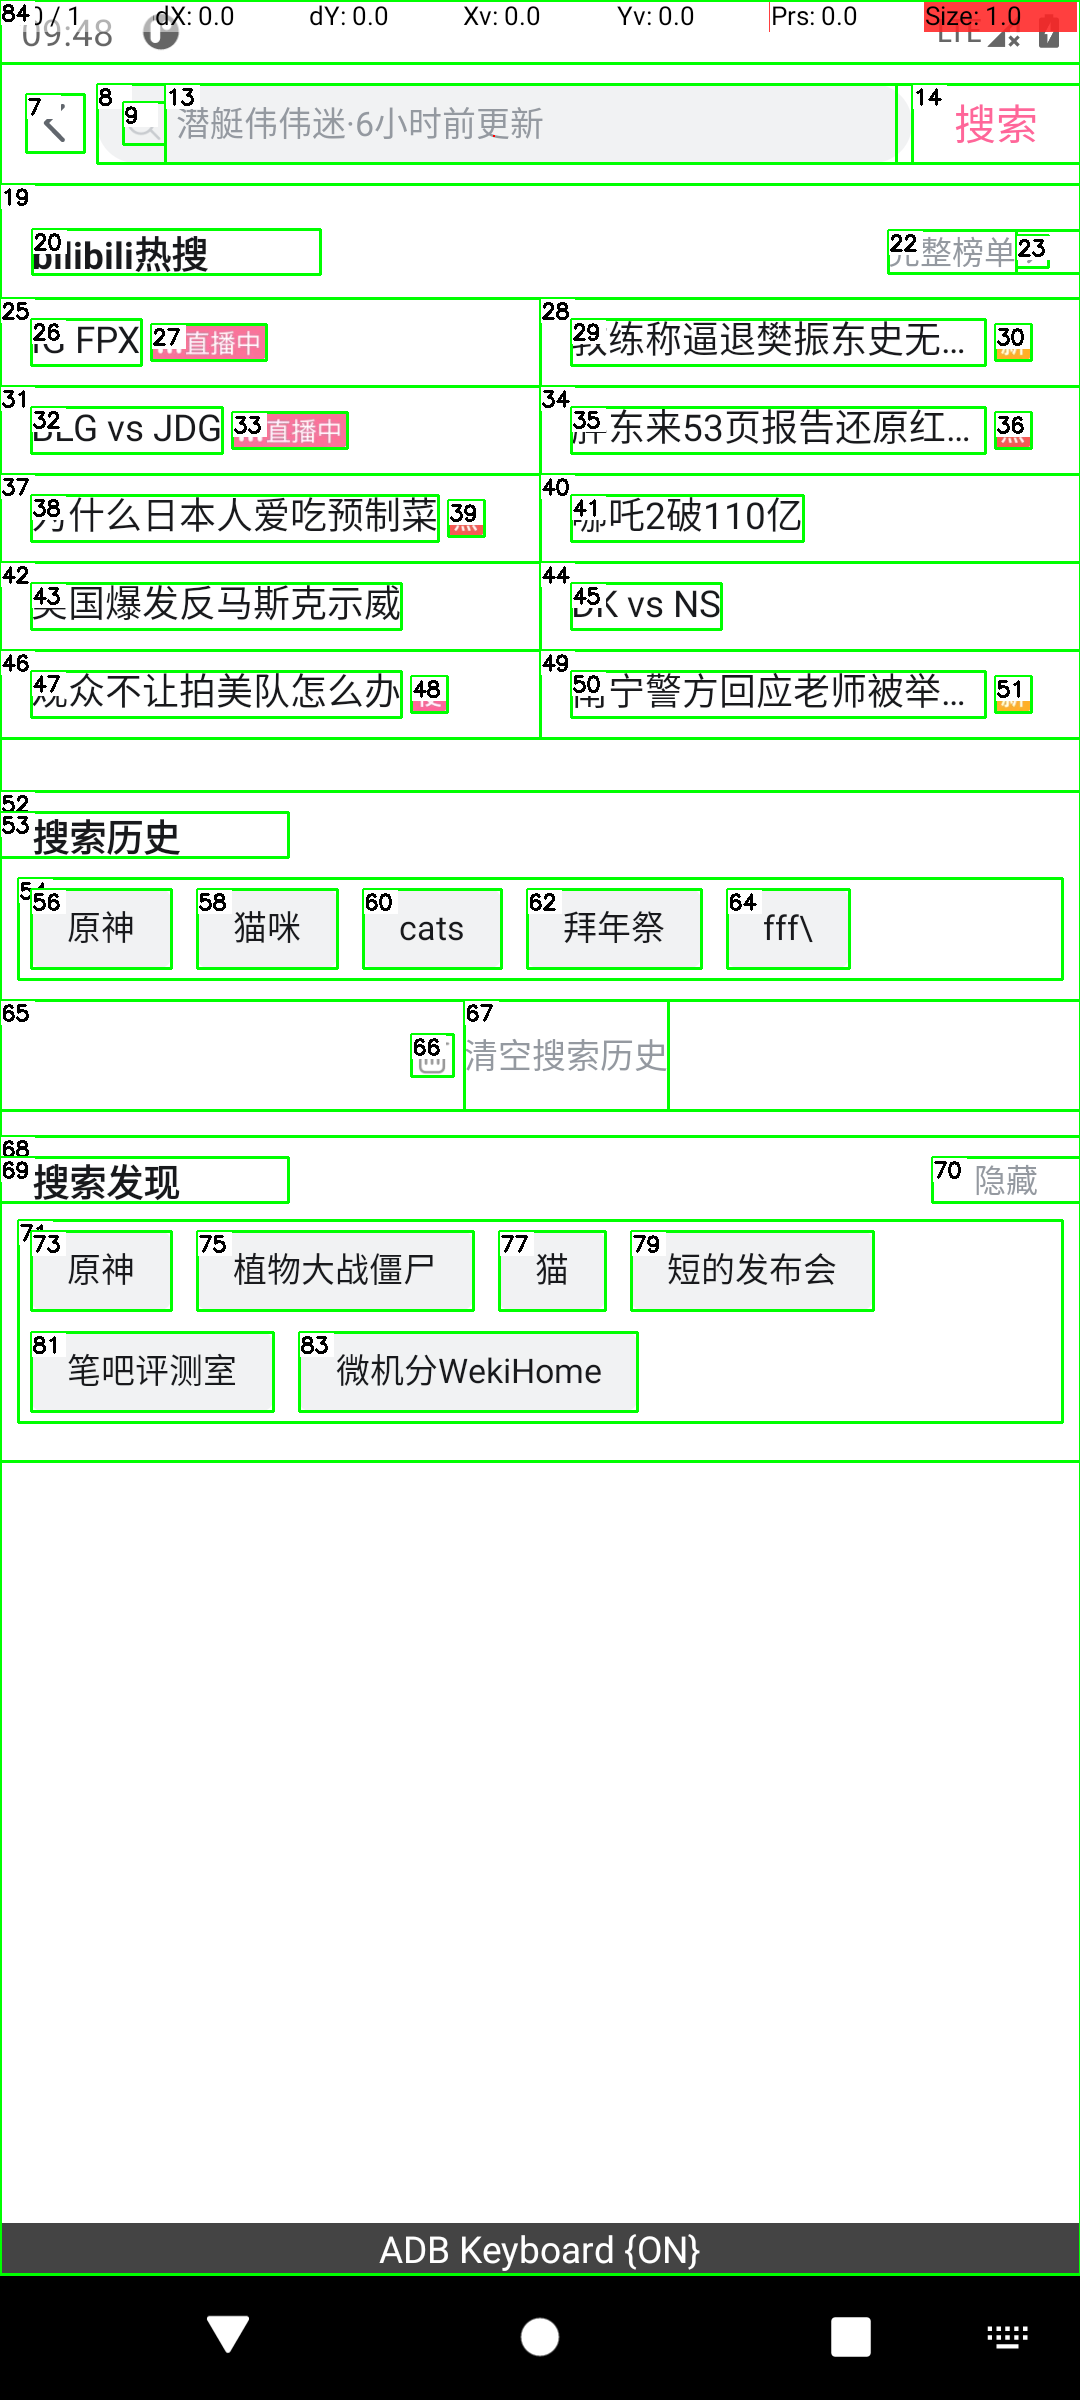 84 0 / 1 dX: 0.0 dY: 0.0 Xv: 0.0 Yv: 0.0 Prs: 0.0 Size: 1.0
09:48 LTE
7 8 9 13 潜艇伟伟迷·6小时前更新 14 搜索
19
20 bilibili热搜 22 完整榜单 23
25 26 FPX 27 直播中 28 29 教练称逼退樊振东史无... 30 新
31 32 BLG vs JDG 33 直播中 34 35 胖东来53页报告还原红... 36 热
37 38 为什么日本人爱吃预制菜 39 热 40 41 哪吒2破110亿
42 43 美国爆发反马斯克示威 44 45 DK vs NS
46 47 观众不让拍美队怎么办 48 梗 49 50 南宁警方回应老师被举... 51 新
52
53 搜索历史
54 56 原神 58 猫咪 60 cats 62 拜年祭 64 fff\
65 66 67 清空搜索历史
68
69 搜索发现 70 隐藏
71 73 原神 75 植物大战僵尸 77 猫 79 短的发布会
81 笔吧评测室 83 微机分WekiHome
ADB Keyboard {ON}